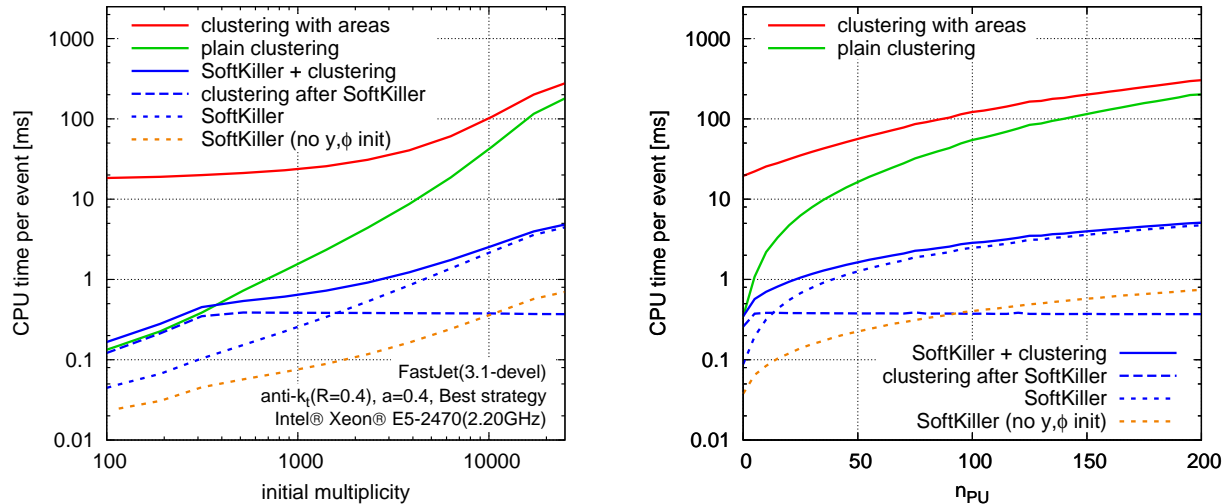 1000
100
10
1
0.1
0.01
CPU time per event [ms]
clustering with areas
plain clustering
SoftKiller + clustering
clustering after SoftKiller
SoftKiller
SoftKiller (no y,ϕ init)
FastJet(3.1-devel)
anti-kt(R=0.4), a=0.4, Best strategy
Intel® Xeon® E5-2470(2.20GHz)
100 1000 10000
initial multiplicity
1000
100
10
1
0.1
0.01
CPU time per event [ms]
clustering with areas
plain clustering
SoftKiller + clustering
clustering after SoftKiller
SoftKiller
SoftKiller (no y,ϕ init)
0 50 100 150 200
nPU